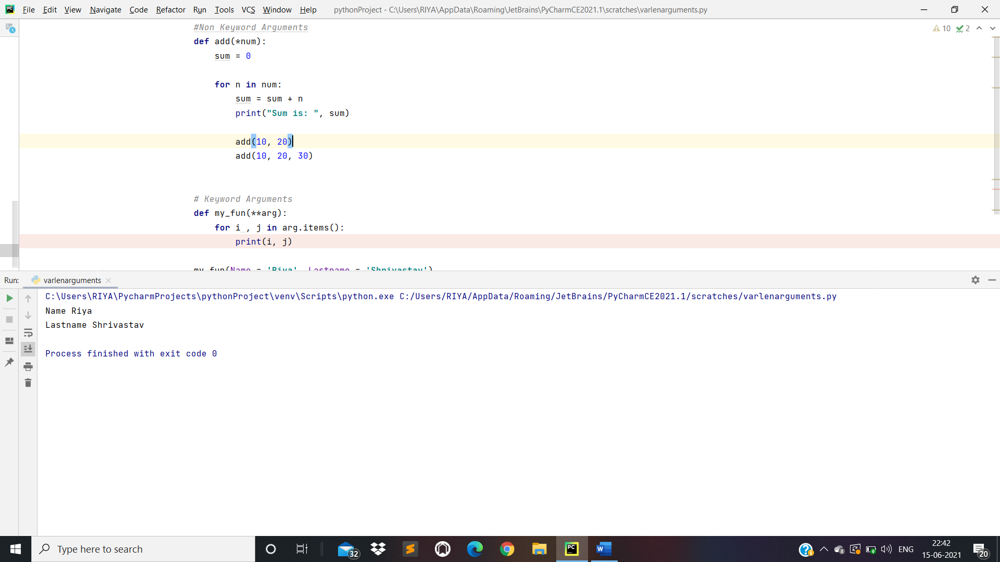 PC File Edit View Navigate Code Refactor Run Tools VCS Window Help pythonProject - C:\Users\RIYA\AppData\Roaming\JetBrains\PyCharmCE2021.1\scratches\varlenarguments.py
#Non Keyword Arguments
10 2
def add(*num):
sum = 0
for n in num:
sum = sum + n
print("Sum is: ", sum)
add(10, 20)
add(10, 20, 30)
# Keyword Arguments
def my_fun(**arg):
for i , j in arg.items():
print(i, j)
my_fun(Name = 'Riya', Lastname = 'Shrivastav')
Run: varlenarguments
C:\Users\RIYA\PycharmProjects\pythonProject\venv\Scripts\python.exe C:/Users/RIYA/AppData/Roaming/JetBrains/PyCharmCE2021.1/scratches/varlenarguments.py
Name Riya
Lastname Shrivastav
Process finished with exit code 0
Type here to search
32
PC
W
ENG
22:42
15-06-2021
20